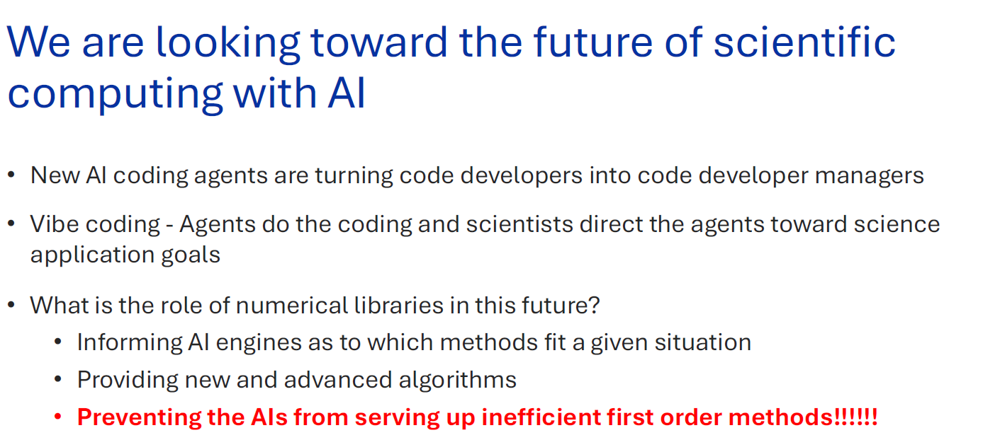 We are looking toward the future of scientific
computing with AI
• New AI coding agents are turning code developers into code developer managers
• Vibe coding - Agents do the coding and scientists direct the agents toward science
application goals
• What is the role of numerical libraries in this future?
• Informing AI engines as to which methods fit a given situation
• Providing new and advanced algorithms
• Preventing the AIs from serving up inefficient first order methods!!!!!!